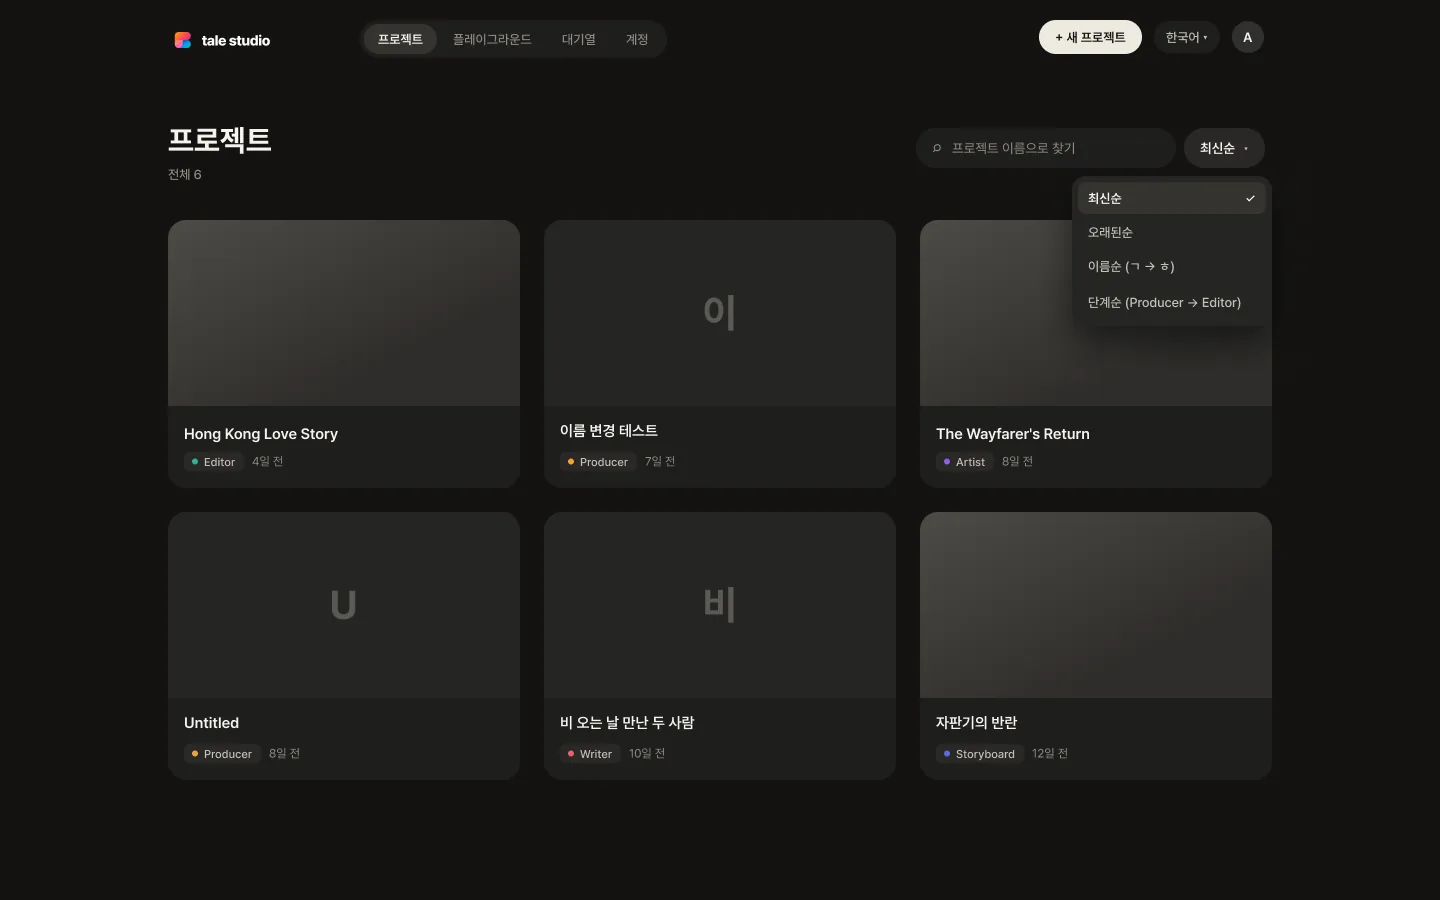 tale studio
프로젝트
플레이그라운드
대기열
계정
+ 새 프로젝트
한국어
A
프로젝트
전체 6
프로젝트 이름으로 찾기
최신순
최신순
오래된순
이름순 (ㄱ → ㅎ)
단계순 (Producer → Editor)
이
Hong Kong Love Story
Editor 4일 전
이름 변경 테스트
Producer 7일 전
The Wayfarer's Return
Artist 8일 전
U
비
Untitled
Producer 8일 전
비 오는 날 만난 두 사람
Writer 10일 전
자판기의 반란
Storyboard 12일 전